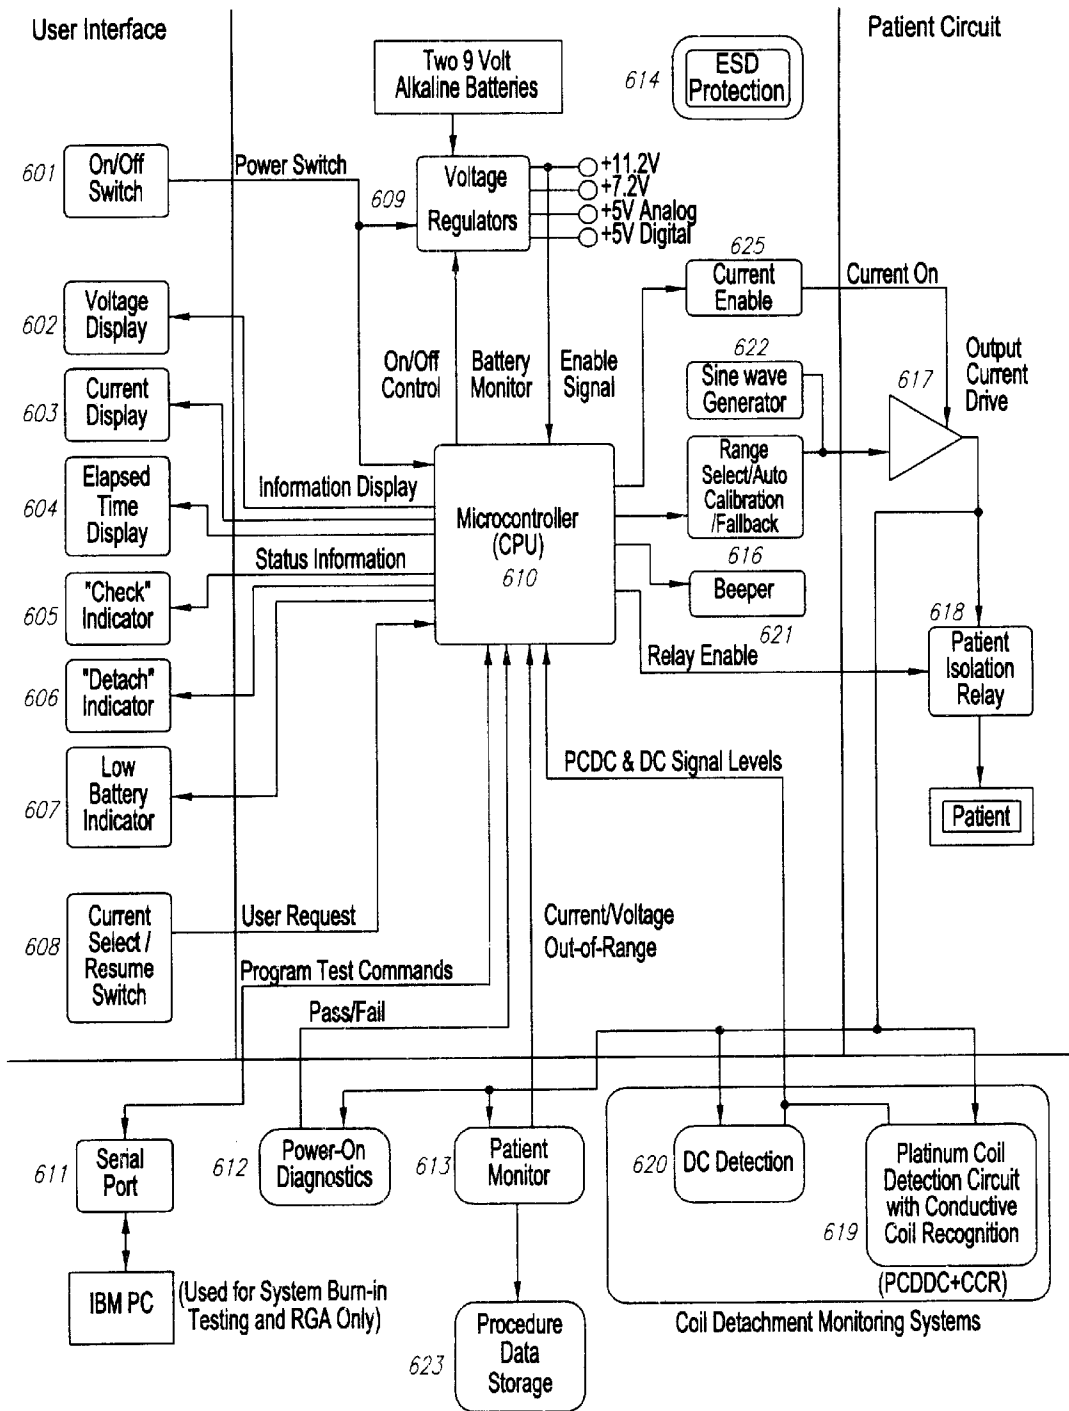 User Interface
Patient Circuit
Two 9 Volt
Alkaline Batteries
614
ESD
Protection
601
On/Off
Switch
Power Switch
609
Voltage
Regulators
+11.2V
+7.2V
+5V Analog
+5V Digital
625
Current
Enable
Current On
602
Voltage
Display
On/Off
Control
Battery
Monitor
Enable
Signal
622
Sine wave
Generator
617
Output
Current
Drive
603
Current
Display
604
Elapsed
Time
Display
Information Display
Microcontroller
(CPU)
610
Range
Select/Auto
Calibration
/Fallback
616
Status Information
605
"Check"
Indicator
Beeper
621
618
Patient
Isolation
Relay
Relay Enable
606
"Detach"
Indicator
607
Low
Battery
Indicator
PCDC & DC Signal Levels
Patient
608
Current
Select /
Resume
Switch
User Request
Current/Voltage
Out-of-Range
Program Test Commands
Pass/Fail
611
Serial
Port
612
Power-On
Diagnostics
613
Patient
Monitor
620
DC Detection
619
Platinum Coil
Detection Circuit
with Conductive
Coil Recognition
(PCDDC+CCR)
Coil Detachment Monitoring Systems
IBM PC
(Used for System Burn-in
Testing and RGA Only)
623
Procedure
Data
Storage